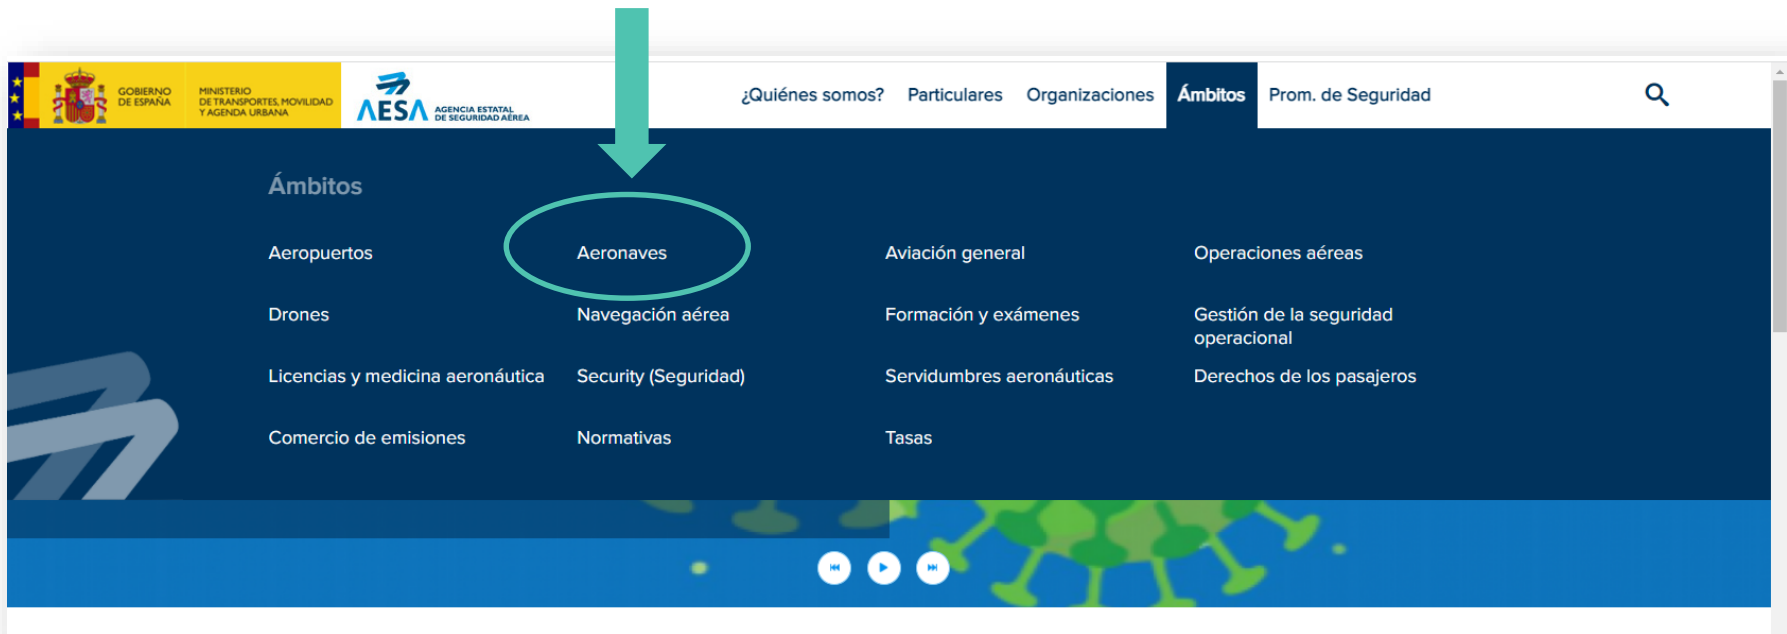 GOBIERNO
DE ESPAÑA
MINISTERIO
DE TRANSPORTES, MOVILIDAD
Y AGENDA URBANA
AESA
AGENCIA ESTATAL
DE SEGURIDAD AÉREA
¿Quiénes somos? Particulares Organizaciones Ámbitos Prom. de Seguridad
Ámbitos
Aeropuertos Aeronaves Aviación general Operaciones aéreas
Drones Navegación aérea Formación y exámenes Gestión de la seguridad
operacional
Licencias y medicina aeronáutica Security (Seguridad) Servidumbres aeronáuticas Derechos de los pasajeros
Comercio de emisiones Normativas Tasas